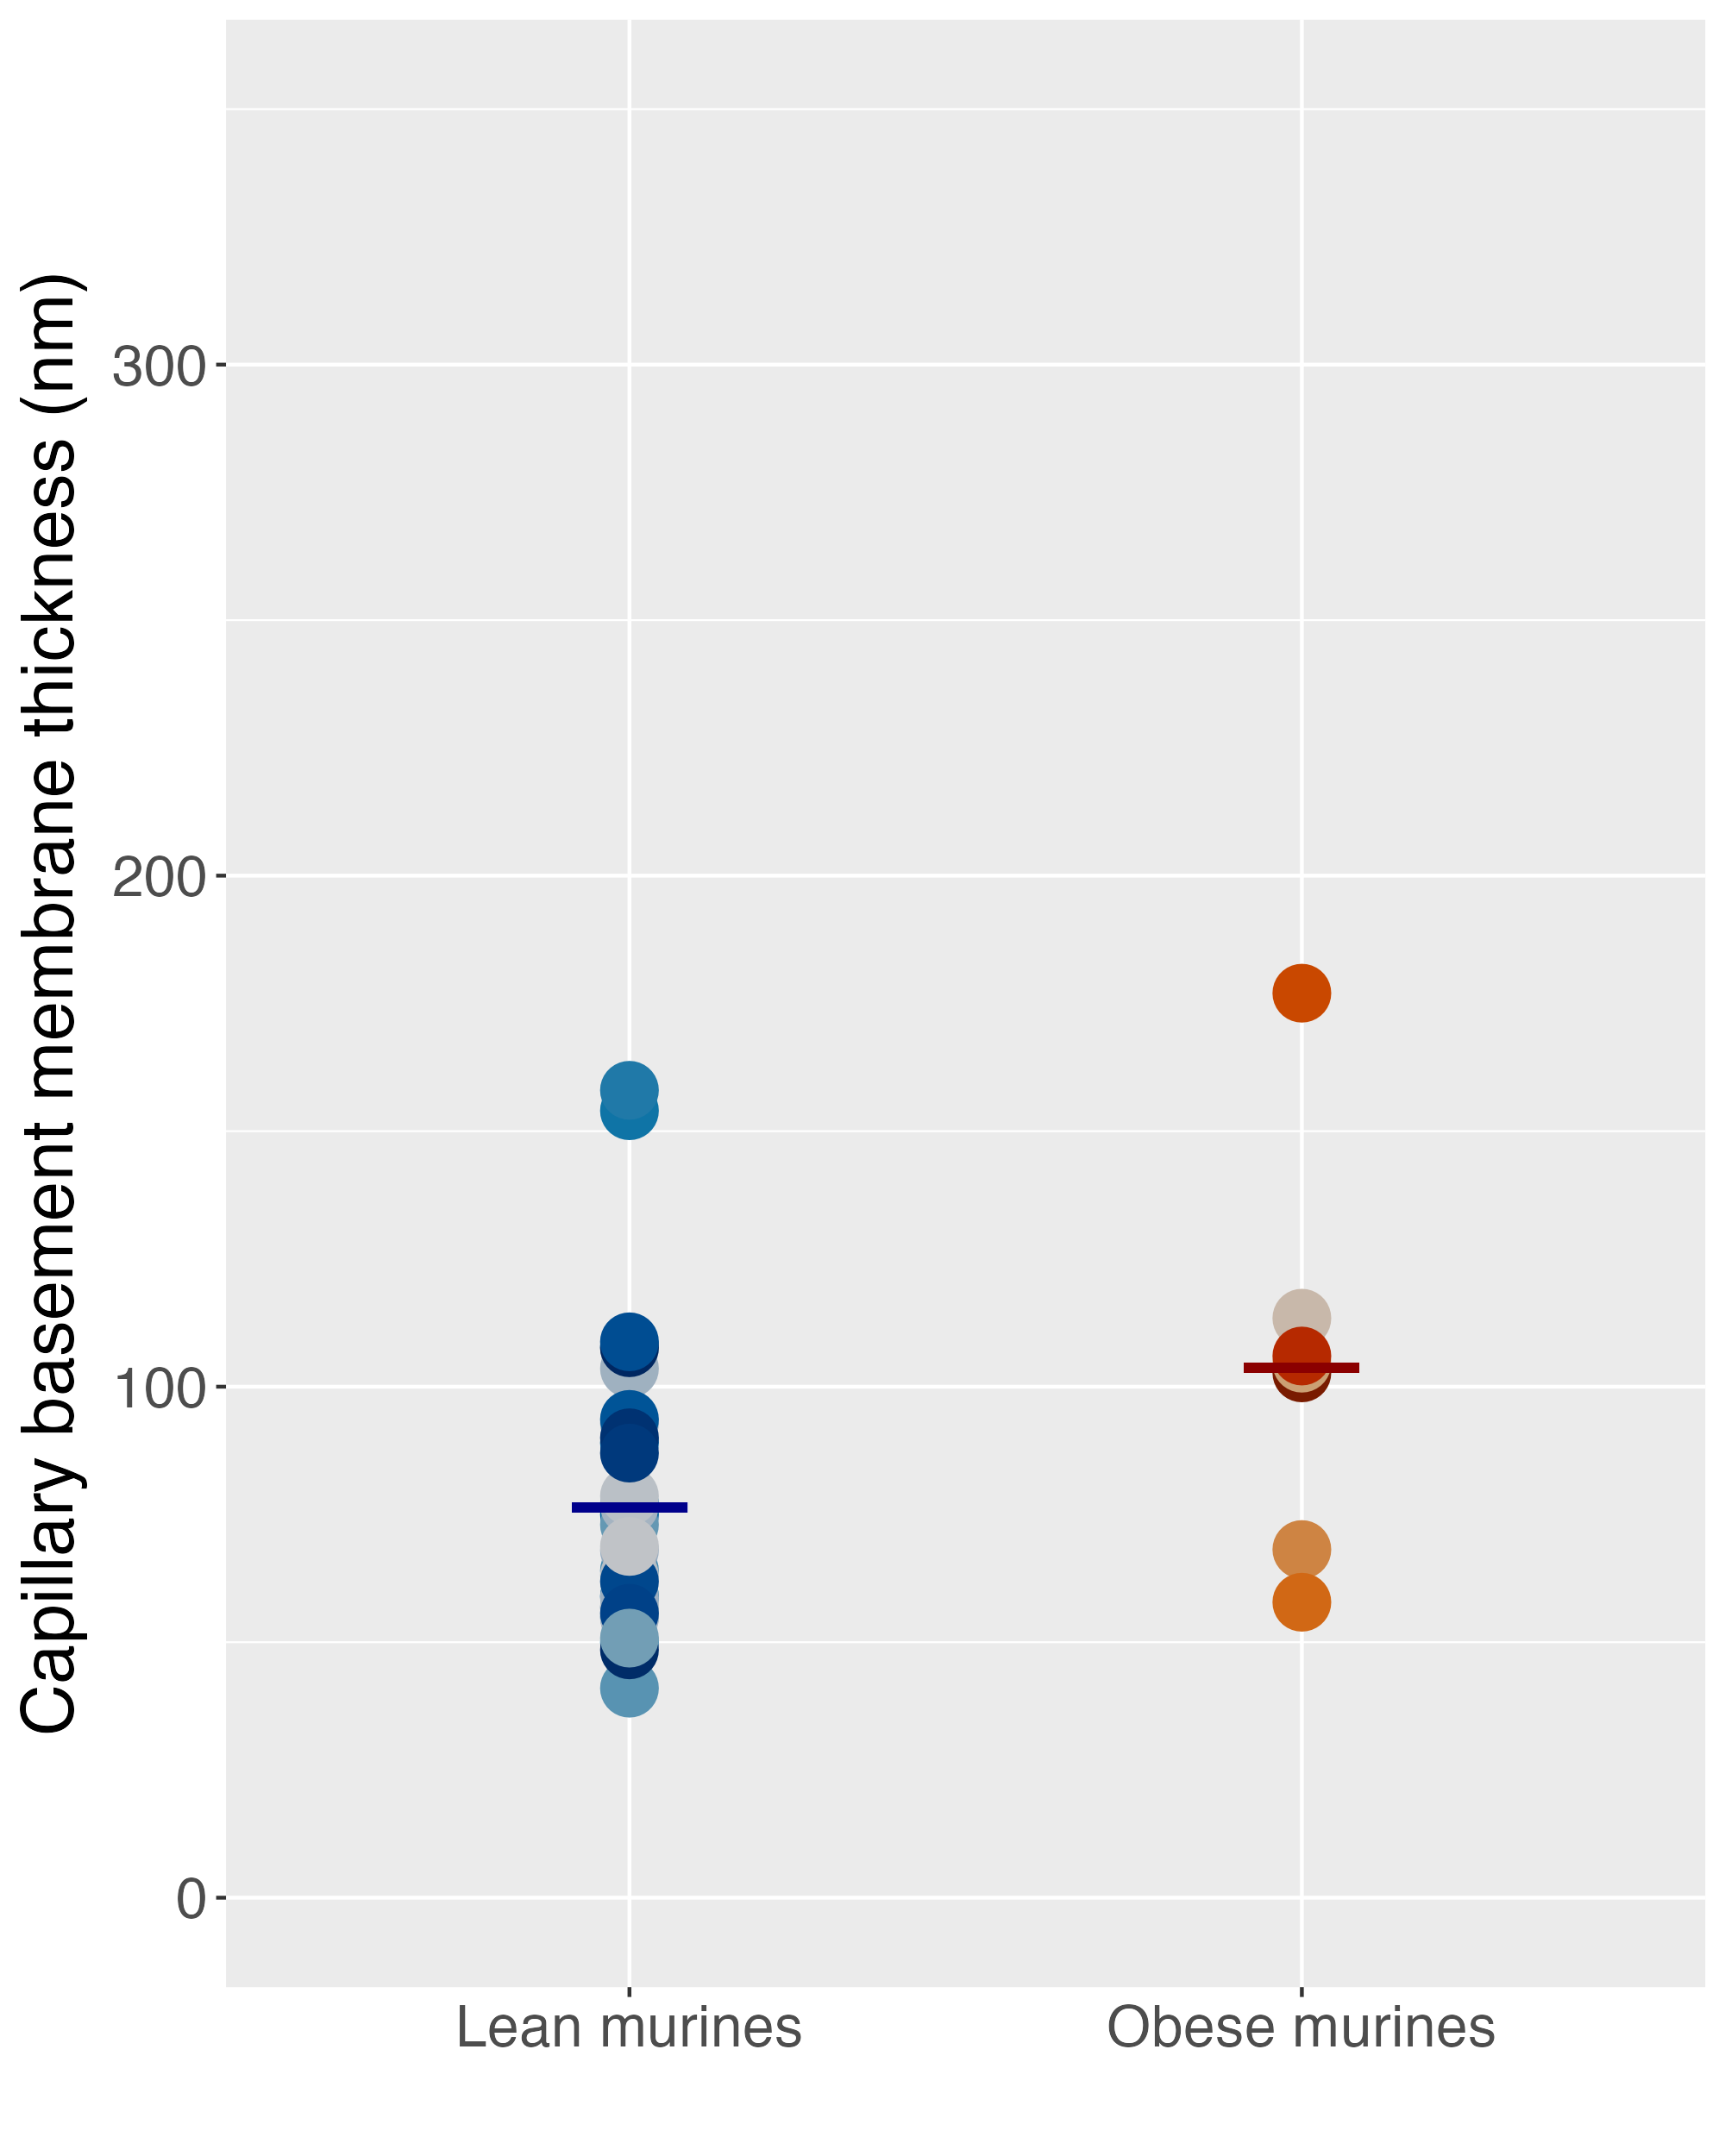 Capillary basement membrane thickness (nm)
300
200
100
0
Lean murines
Obese murines